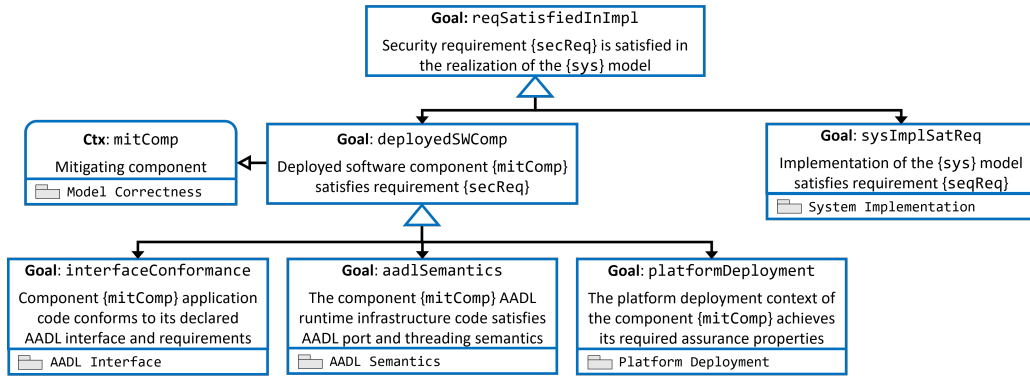 Goal: reqSatisfiedInImpl
Security requirement {secReq} is satisfied in
the realization of the {sys} model
Ctx: mitComp
Mitigating component
Model Correctness
Goal: deployedSWComp
Deployed software component {mitComp}
satisfies requirement {secReq}
Goal: sysImplSatReq
Implementation of the {sys} model
satisfies requirement {seqReq}
System Implementation
Goal: interfaceConformance
Component {mitComp} application
code conforms to its declared
AADL interface and requirements
AADL Interface
Goal: aadlSemantics
The component {mitComp} AADL
runtime infrastructure code satisfies
AADL port and threading semantics
AADL Semantics
Goal: platformDeployment
The platform deployment context of
the component {mitComp} achieves
its required assurance properties
Platform Deployment